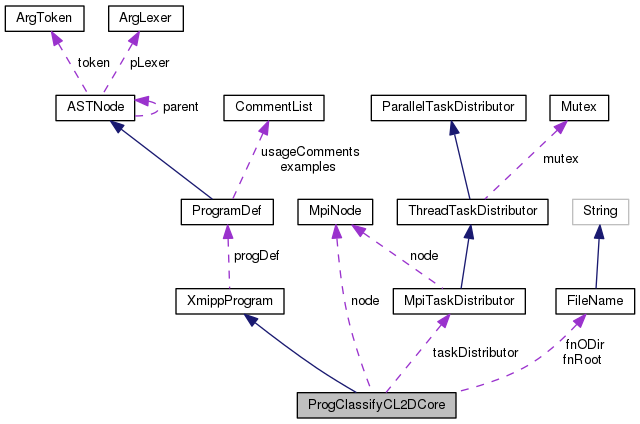 ArgToken
ArgLexer
token
pLexer
ASTNode
parent
CommentList
ParallelTaskDistributor
Mutex
usageComments
examples
mutex
ProgramDef
MpiNode
ThreadTaskDistributor
String
progDef
node
XmippProgram
node
MpiTaskDistributor
FileName
taskDistributor
fnODir
fnRoot
ProgClassifyCL2DCore